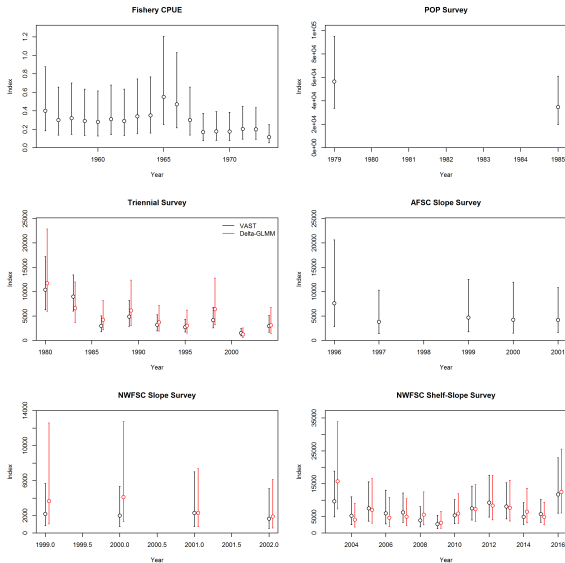 Fishery CPUE
Index
0.0 0.2 0.4 0.6 0.8 1.0 1.2
1960 1965 1970
Year
POP Survey
Index
0e+00 2e+04 4e+04 6e+04 8e+04 1e+05
1979 1980 1981 1982 1983 1984 1985
Year
Triennial Survey
Index
0 5000 10000 15000 20000 25000
VAST
Delta-GLMM
1980 1985 1990 1995 2000
Year
AFSC Slope Survey
Index
0 5000 10000 15000 20000 25000
1996 1997 1998 1999 2000 2001
Year
NWFSC Slope Survey
Index
0 2000 6000 10000 14000
1999.0 1999.5 2000.0 2000.5 2001.0 2001.5 2002.0
Year
NWFSC Shelf-Slope Survey
Index
0 5000 15000 25000 35000
2004 2006 2008 2010 2012 2014 2016
Year